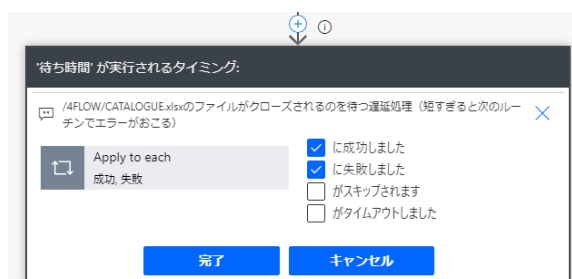 '待ち時間' が実行されるタイミング:
/4FLOW/CATALOGUE.xlsxのファイルがクローズされるのを待つ遅延処理（短すぎると次のルー
チンでエラーがおこる）
Apply to each
成功, 失敗
に成功しました
に失敗しました
がスキップされます
がタイムアウトしました
完了
キャンセル